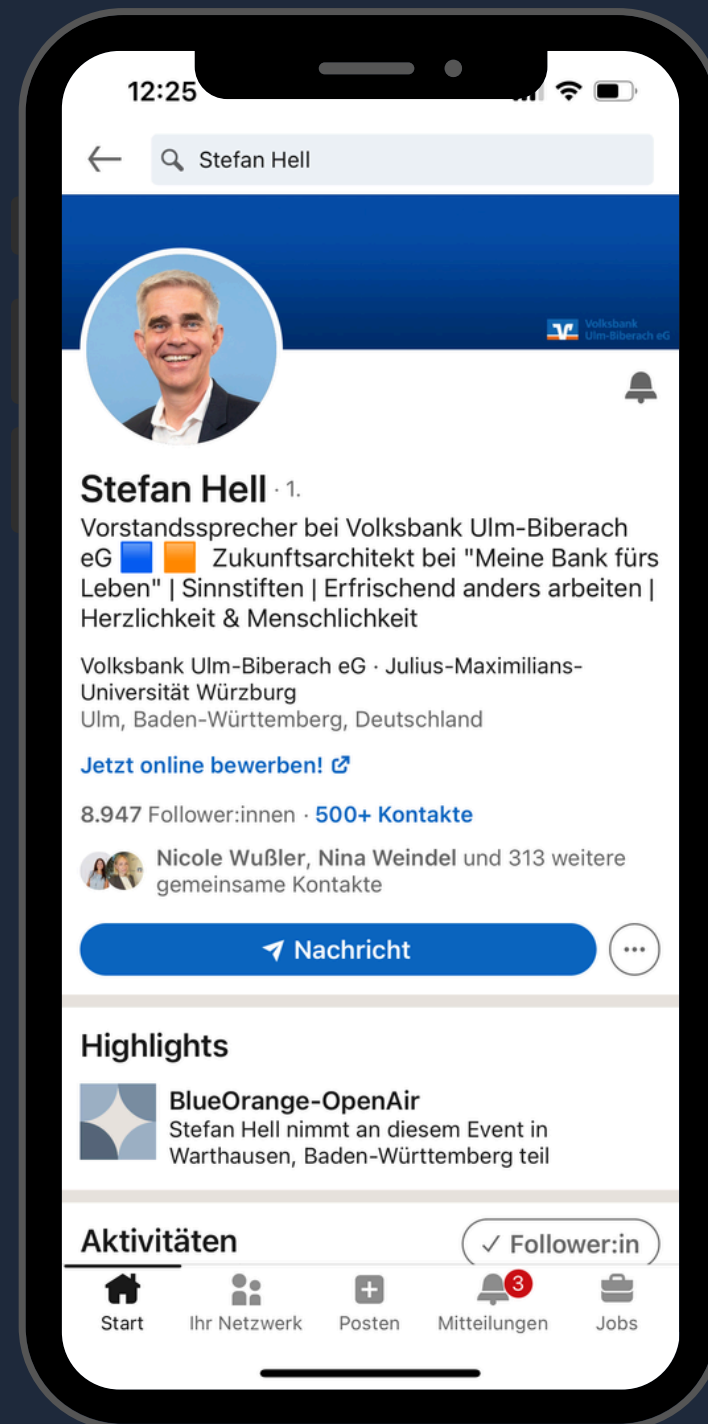 12:25
Stefan Hell
Volksbank
Ulm-Biberach eG
Stefan Hell · 1.
Vorstandssprecher bei Volksbank Ulm-Biberach
eG 🟦 🟧 Zukunftsarchitekt bei "Meine Bank fürs
Leben" | Sinnstiften | Erfrischend anders arbeiten |
Herzlichkeit & Menschlichkeit
Volksbank Ulm-Biberach eG · Julius-Maximilians-
Universität Würzburg
Ulm, Baden-Württemberg, Deutschland
Jetzt online bewerben!
8.947 Follower:innen · 500+ Kontakte
Nicole Wußler, Nina Weindel und 313 weitere
gemeinsame Kontakte
Nachricht
Highlights
BlueOrange-OpenAir
Stefan Hell nimmt an diesem Event in
Warthausen, Baden-Württemberg teil
Aktivitäten
✓ Follower:in
3
Start Ihr Netzwerk Posten Mitteilungen Jobs